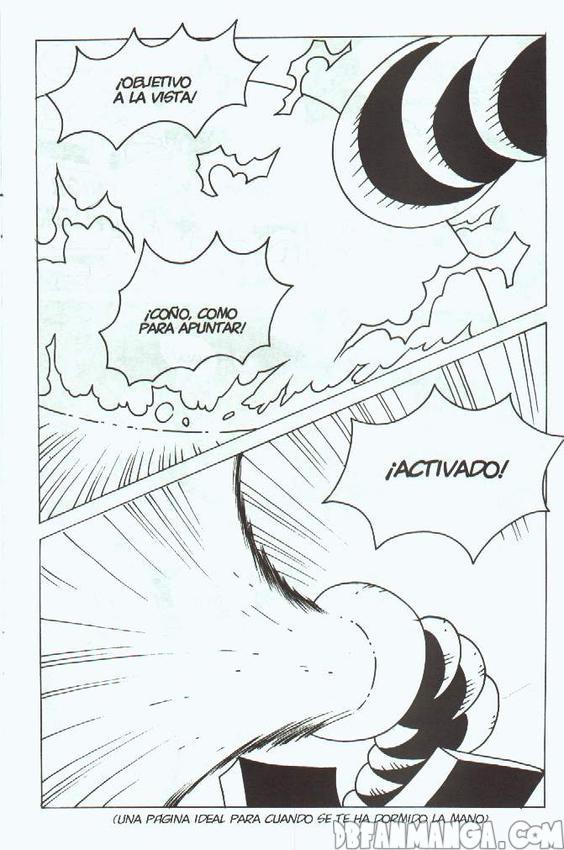 ¡OBJETIVO
A LA VISTA!
¡COÑO, COMO
PARA APUNTAR!
¡ACTIVADO!
(UNA PÁGINA IDEAL PARA CUANDO SE TE HA DORMIDO LA MANO)
DBFANMANGA.COM